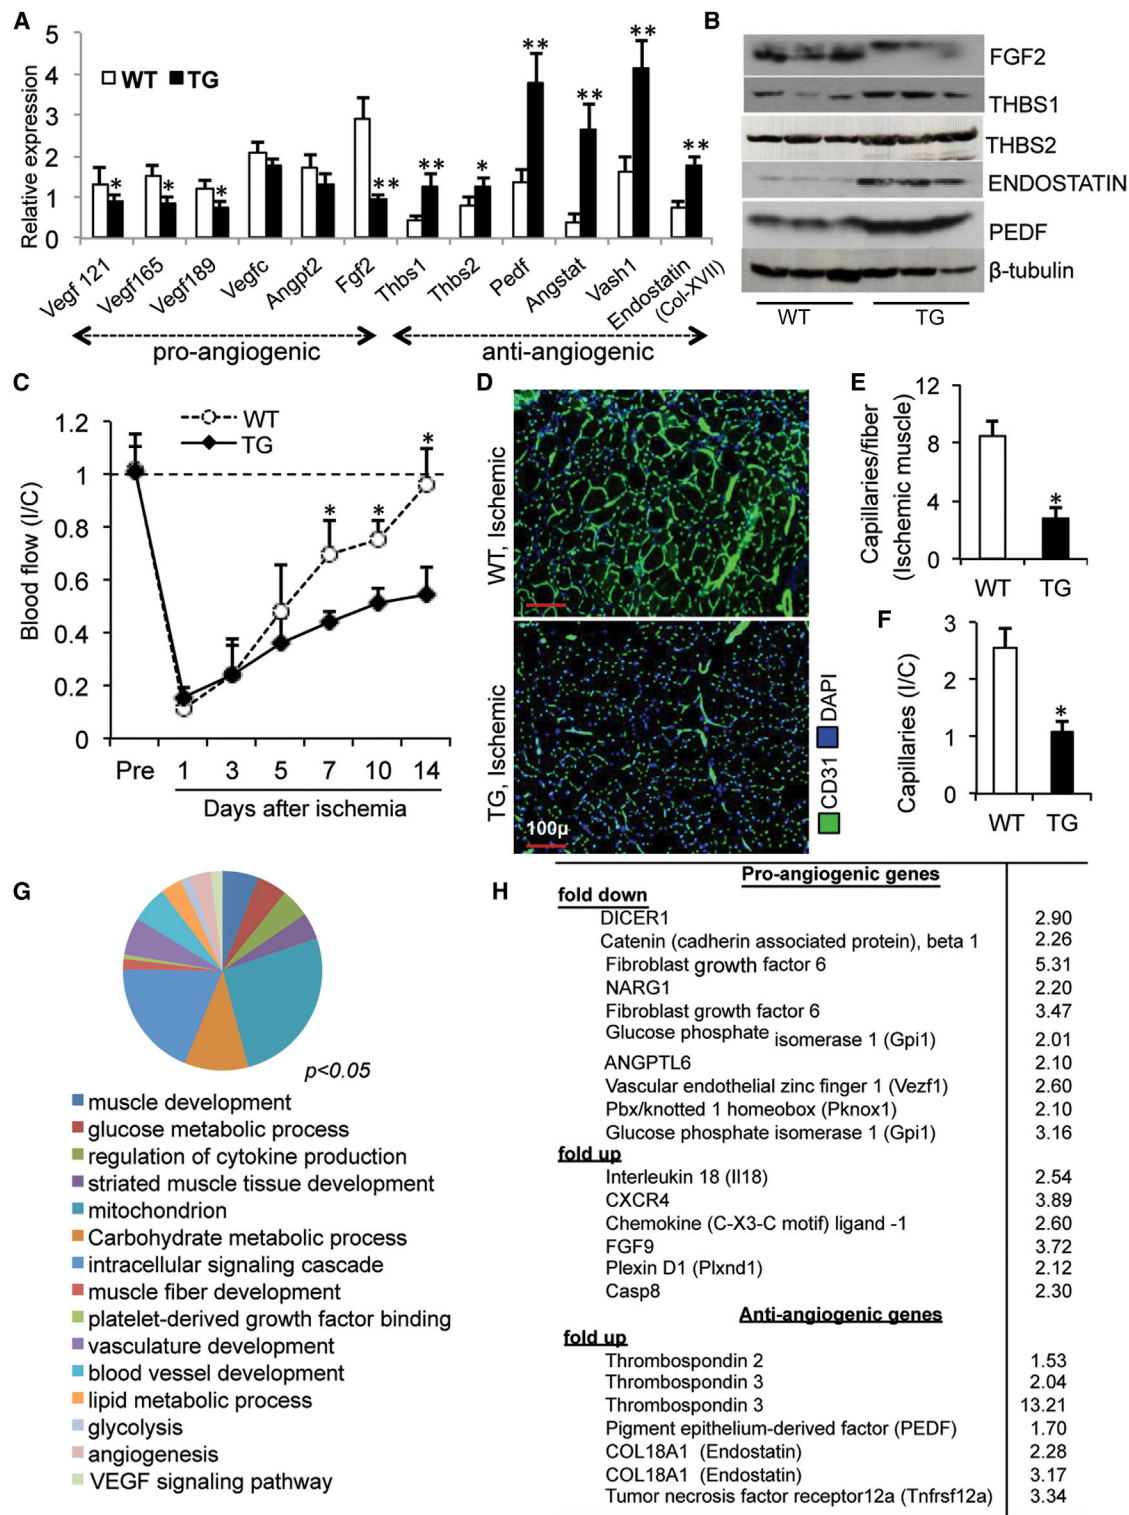 A
5
4
3
2
1
0
Relative expression
WT TG
* * * ** ** * ** ** ** **
Vegf 121
Vegf165
Vegf189
Vegfc
Angpt2
Fgf2
Thbs1
Thbs2
Pedf
Angstat
Vash1
Endostatin
(Col-XVII)
pro-angiogenic
anti-angiogenic
B
FGF2
THBS1
THBS2
ENDOSTATIN
PEDF
β-tubulin
WT TG
C
WT
TG
1.2
1
0.8
0.6
0.4
0.2
0
Blood flow (I/C)
* * *
Pre 1 3 5 7 10 14
Days after ischemia
D
WT, Ischemic
TG, Ischemic
100µ
CD31 DAPI
E
12
8
4
0
Capillaries/fiber
(Ischemic muscle)
*
WT TG
F
3
2
1
0
Capillaries (I/C)
*
WT TG
G
p<0.05
muscle development
glucose metabolic process
regulation of cytokine production
striated muscle tissue development
mitochondrion
Carbohydrate metabolic process
intracellular signaling cascade
muscle fiber development
platelet-derived growth factor binding
vasculature development
blood vessel development
lipid metabolic process
glycolysis
angiogenesis
VEGF signaling pathway
H
Pro-angiogenic genes
fold down
DICER1 2.90
Catenin (cadherin associated protein), beta 1 2.26
Fibroblast growth factor 6 5.31
NARG1 2.20
Fibroblast growth factor 6 3.47
Glucose phosphate isomerase 1 (Gpi1) 2.01
ANGPTL6 2.10
Vascular endothelial zinc finger 1 (Vezf1) 2.60
Pbx/knotted 1 homeobox (Pknox1) 2.10
Glucose phosphate isomerase 1 (Gpi1) 3.16
fold up
Interleukin 18 (Il18) 2.54
CXCR4 3.89
Chemokine (C-X3-C motif) ligand -1 2.60
FGF9 3.72
Plexin D1 (Plxnd1) 2.12
Casp8 2.30
Anti-angiogenic genes
fold up
Thrombospondin 2 1.53
Thrombospondin 3 2.04
Thrombospondin 3 13.21
Pigment epithelium-derived factor (PEDF) 1.70
COL18A1 (Endostatin) 2.28
COL18A1 (Endostatin) 3.17
Tumor necrosis factor receptor12a (Tnfrsf12a) 3.34